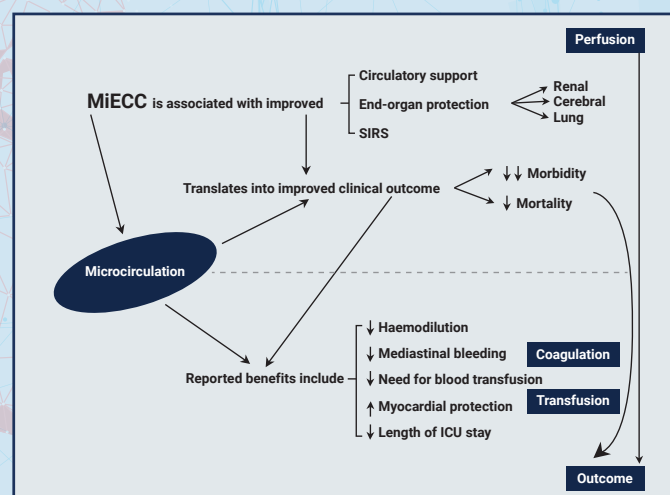 Perfusion
Circulatory support
MiECC is associated with improved
End-organ protection
SIRS
Renal
Cerebral
Lung
Translates into improved clinical outcome
↓↓ Morbidity
↓ Mortality
Microcirculation
Reported benefits include
↓ Haemodilution
↓ Mediastinal bleeding
Coagulation
↓ Need for blood transfusion
Transfusion
↑ Myocardial protection
↓ Length of ICU stay
Outcome